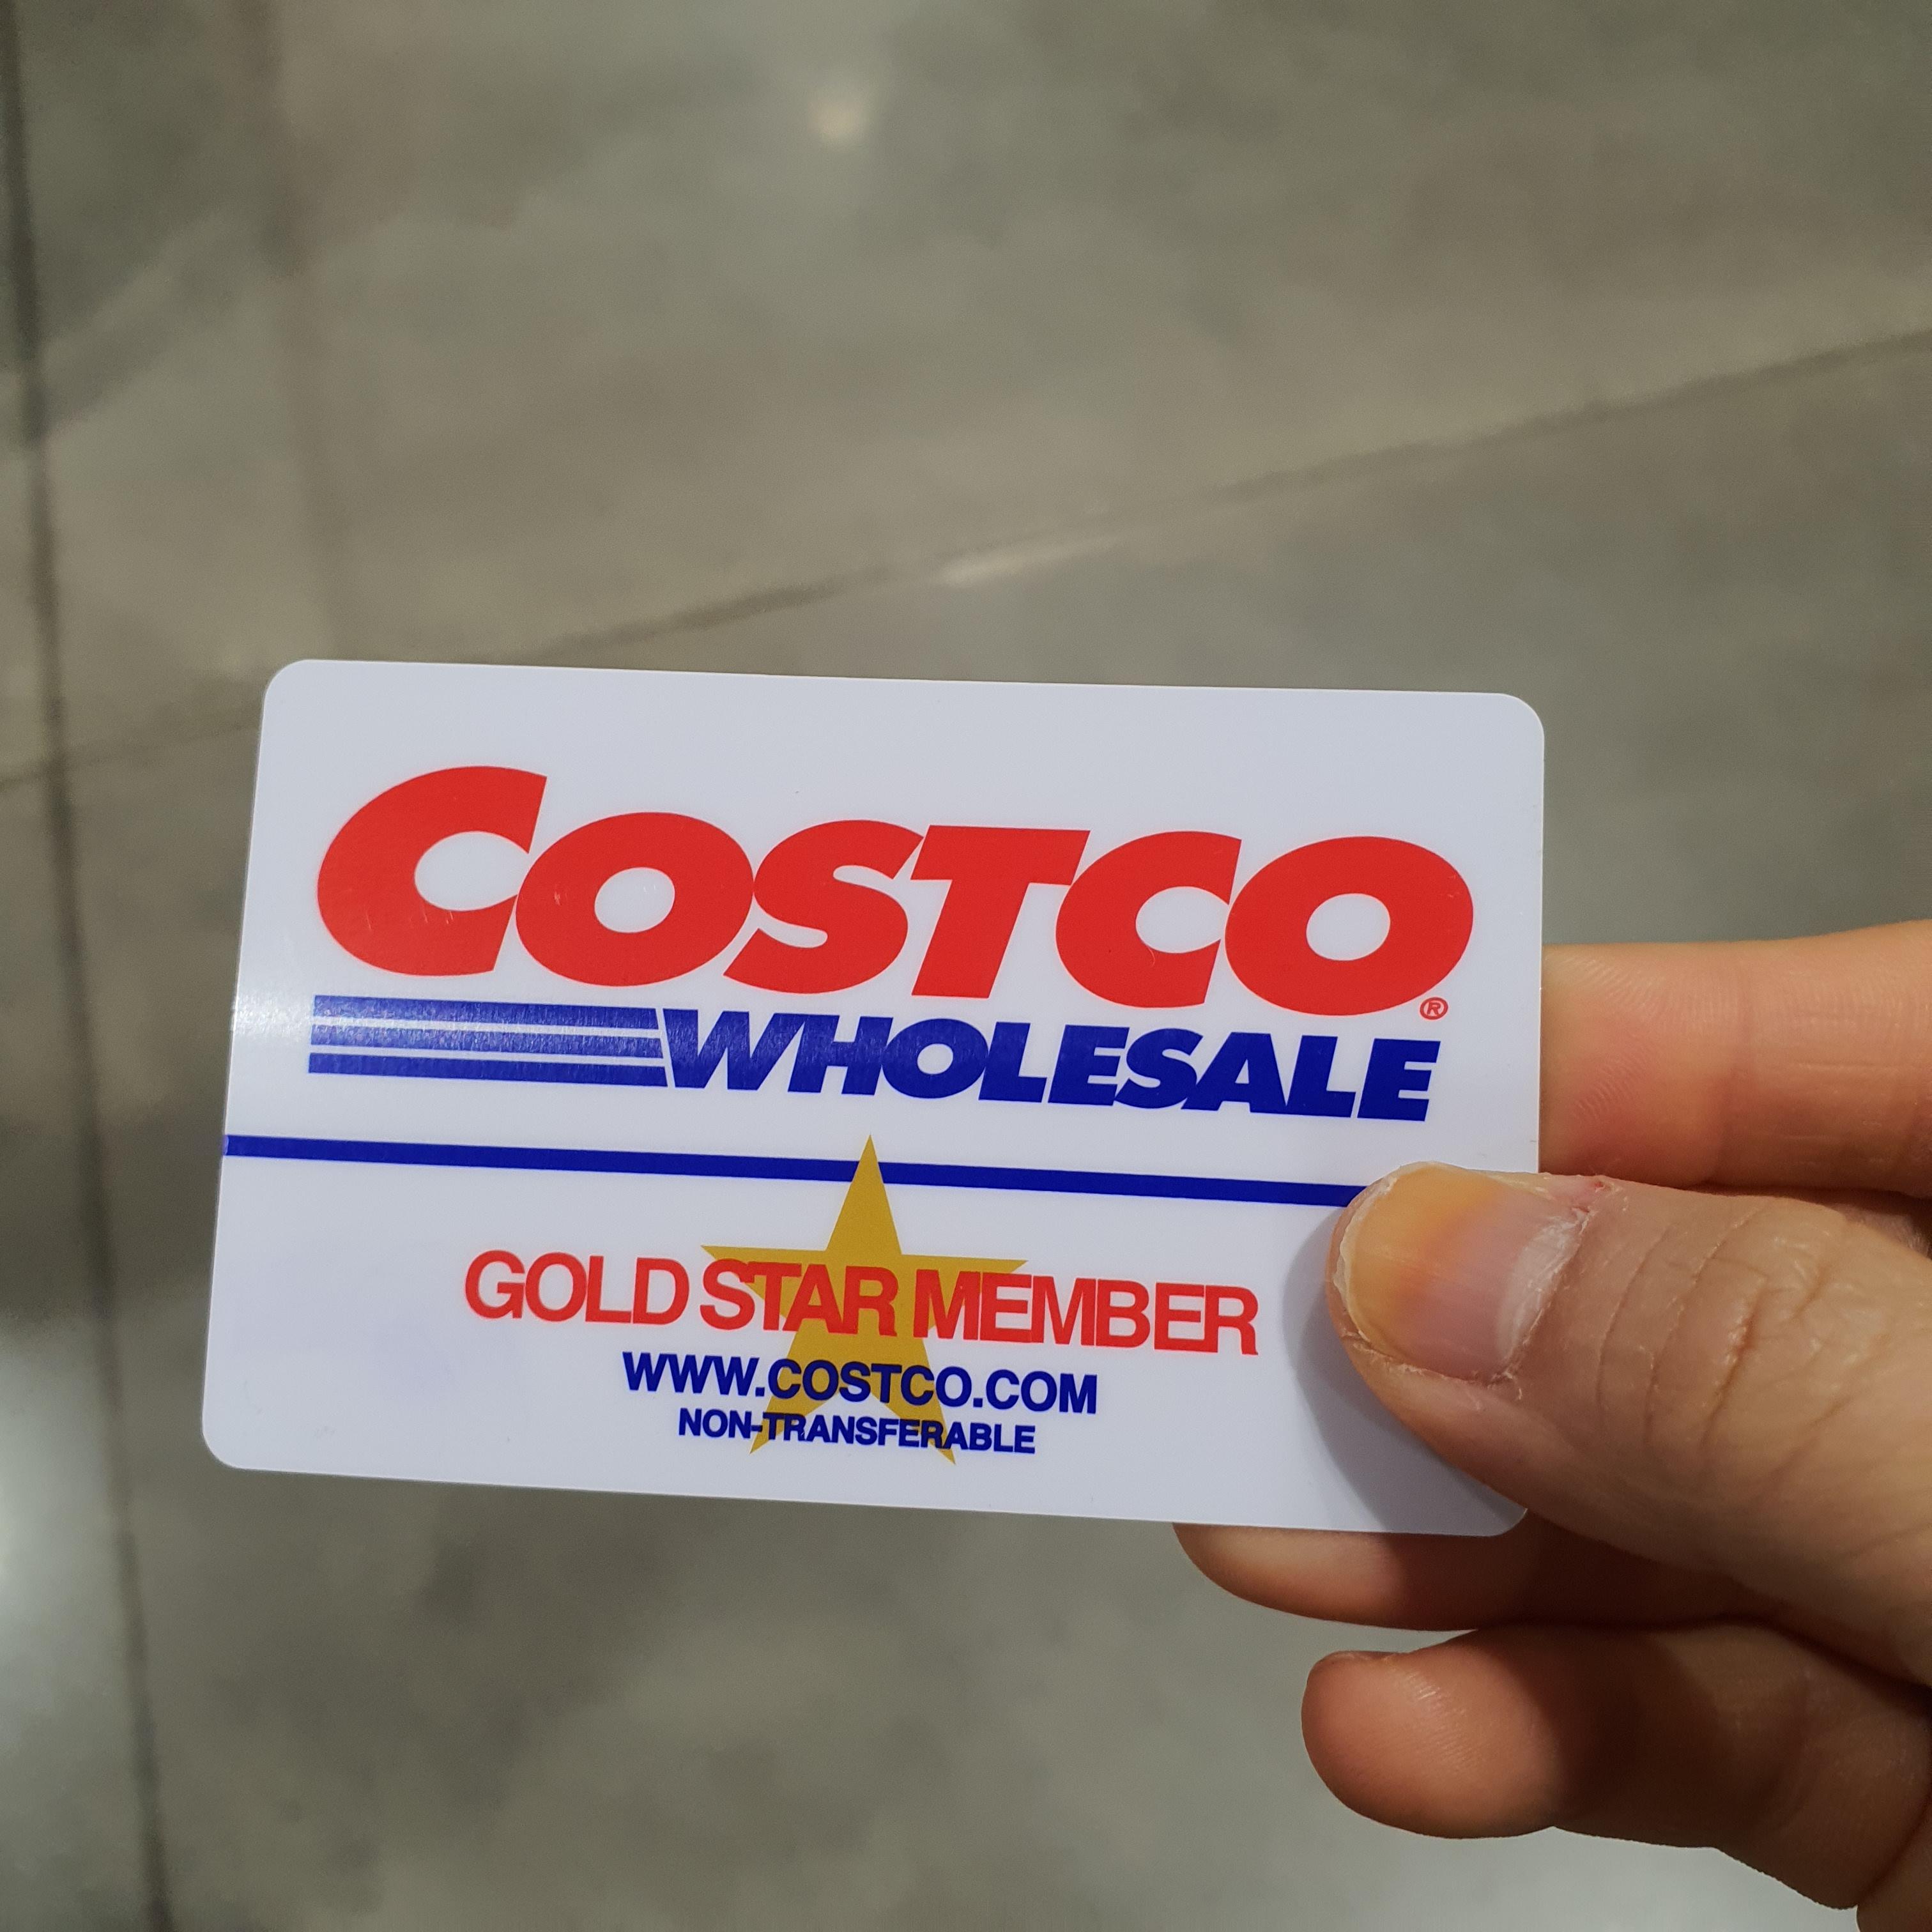 COSTCO®
WHOLESALE
GOLD STAR MEMBER
WWW.COSTCO.COM
NON-TRANSFERABLE